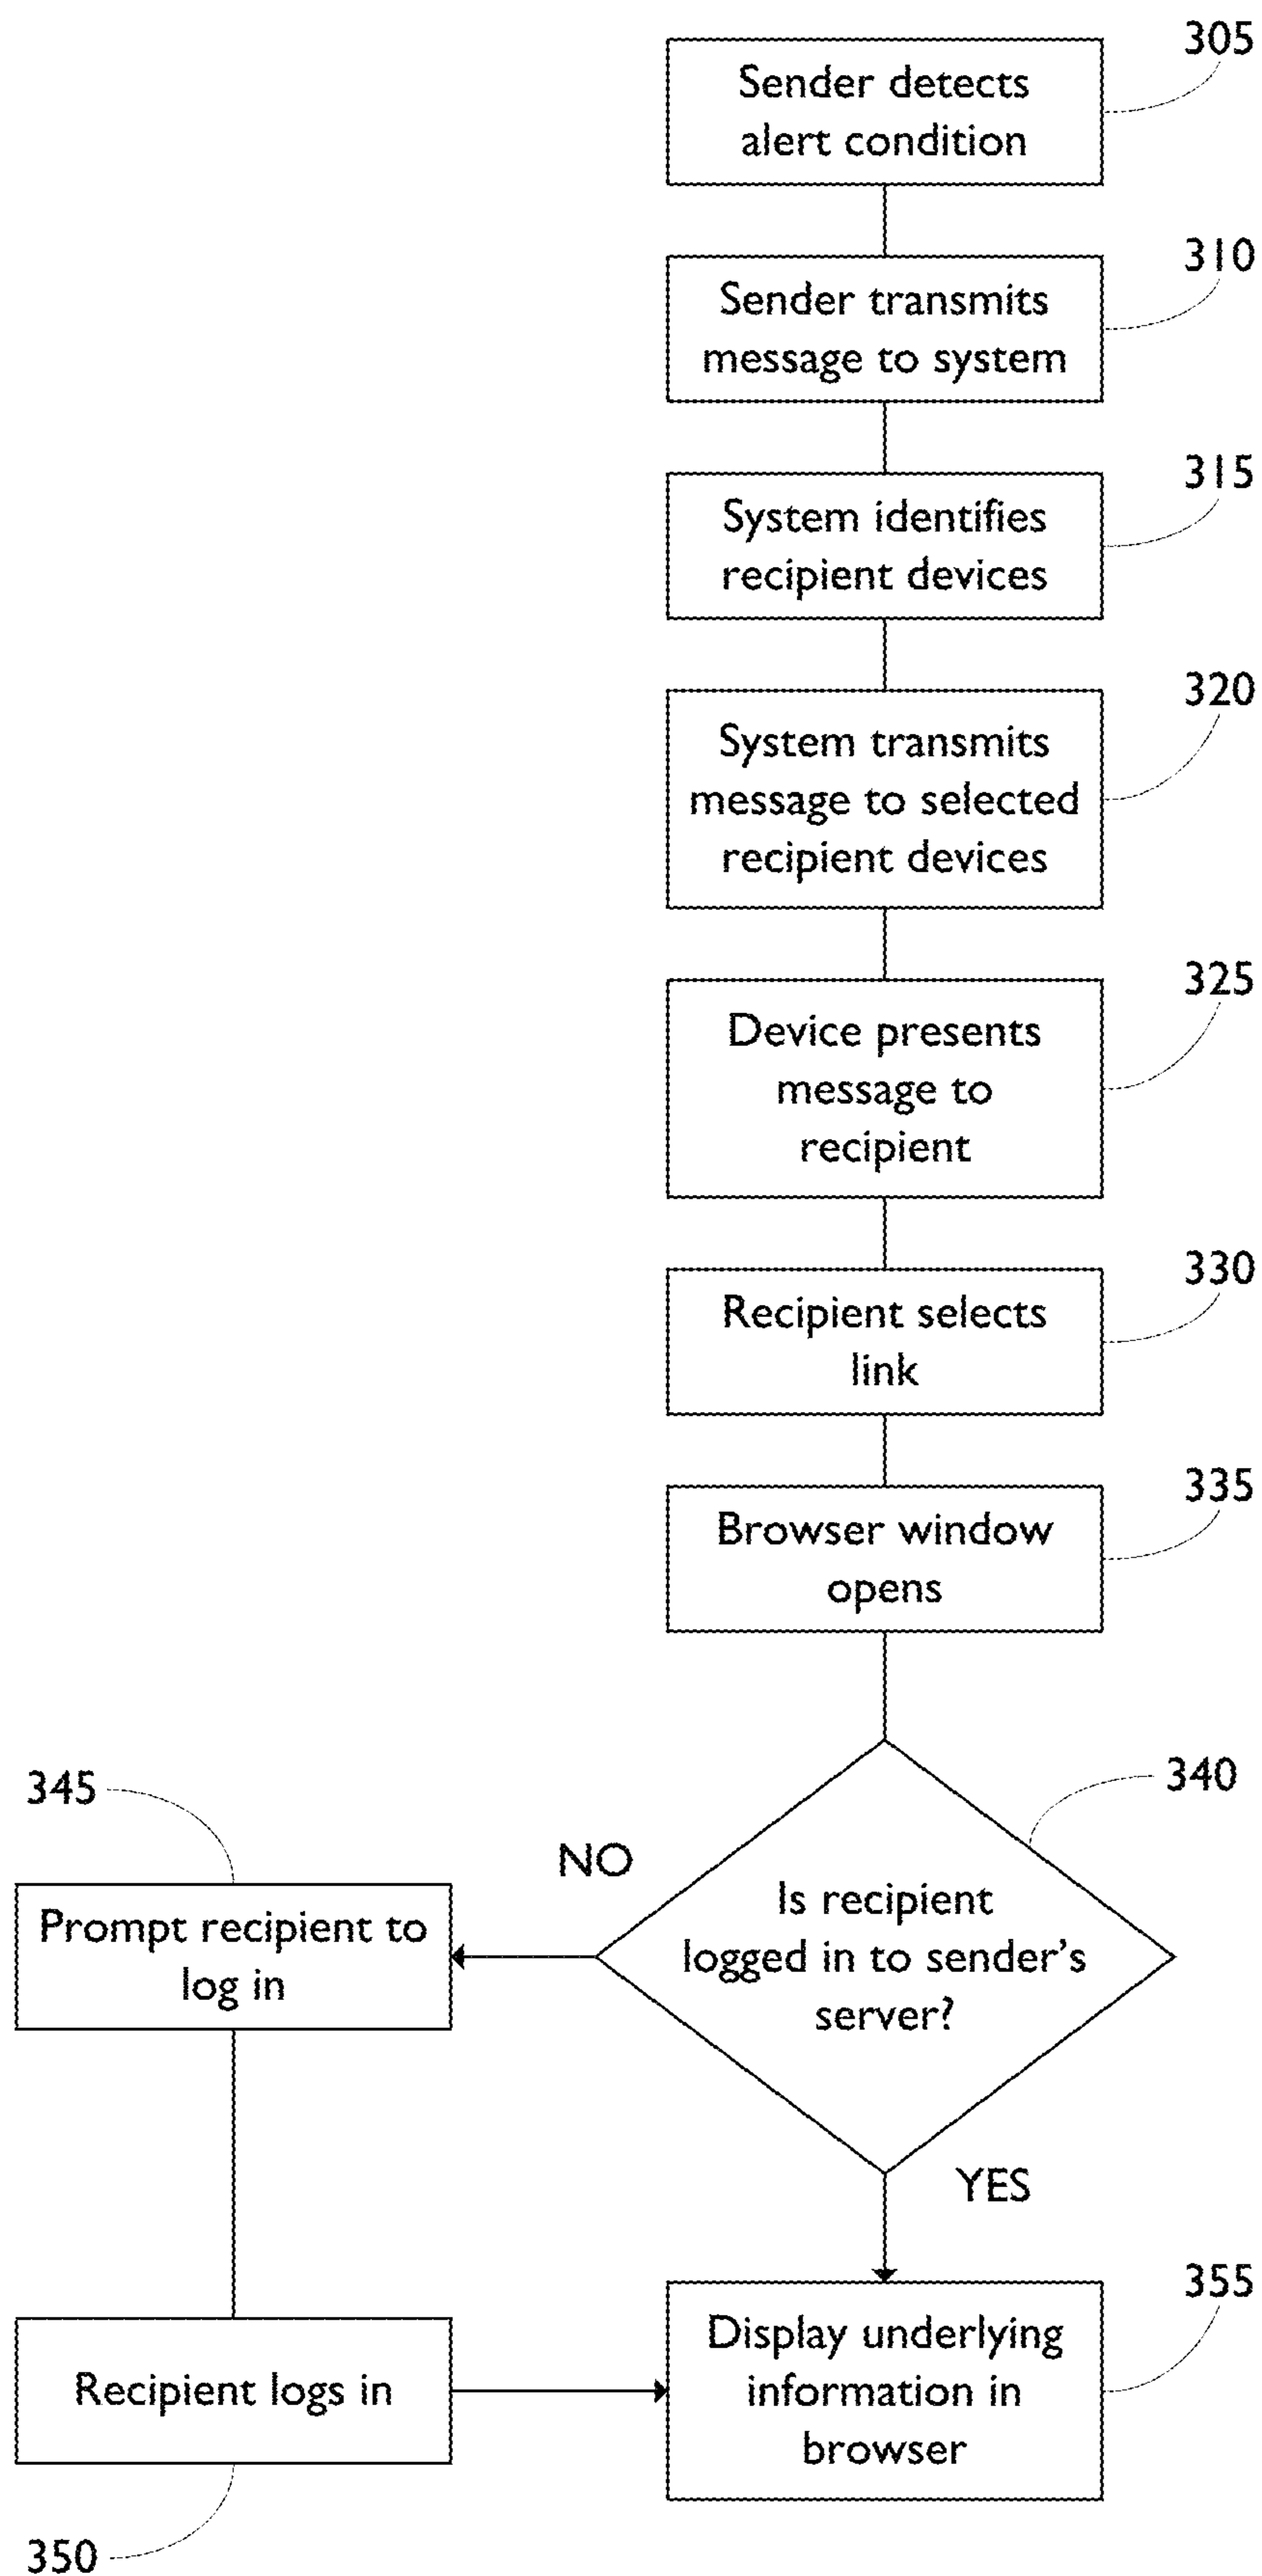 305
Sender detects
alert condition
310
Sender transmits
message to system
315
System identifies
recipient devices
320
System transmits
message to selected
recipient devices
325
Device presents
message to
recipient
330
Recipient selects
link
335
Browser window
opens
340
Is recipient
logged in to sender's
server?
NO
345
Prompt recipient to
log in
YES
350
Recipient logs in
355
Display underlying
information in
browser